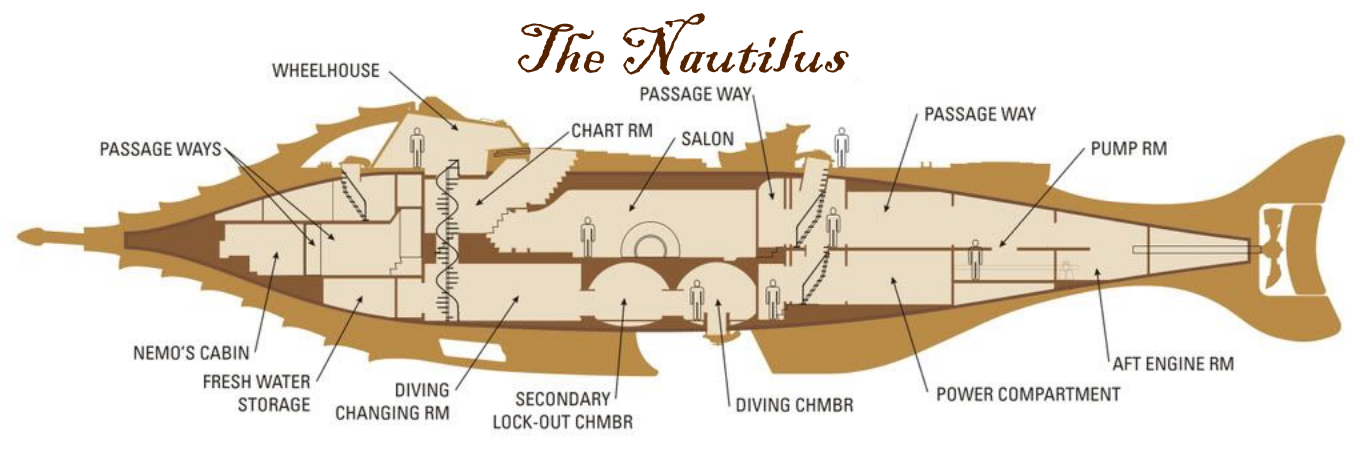 The Nautilus
WHEELHOUSE
PASSAGE WAY
PASSAGE WAY
CHART RM
SALON
PASSAGE WAYS
PUMP RM
NEMO'S CABIN
FRESH WATER
STORAGE
DIVING
CHANGING RM
SECONDARY
LOCK-OUT CHMBR
DIVING CHMBR
POWER COMPARTMENT
AFT ENGINE RM